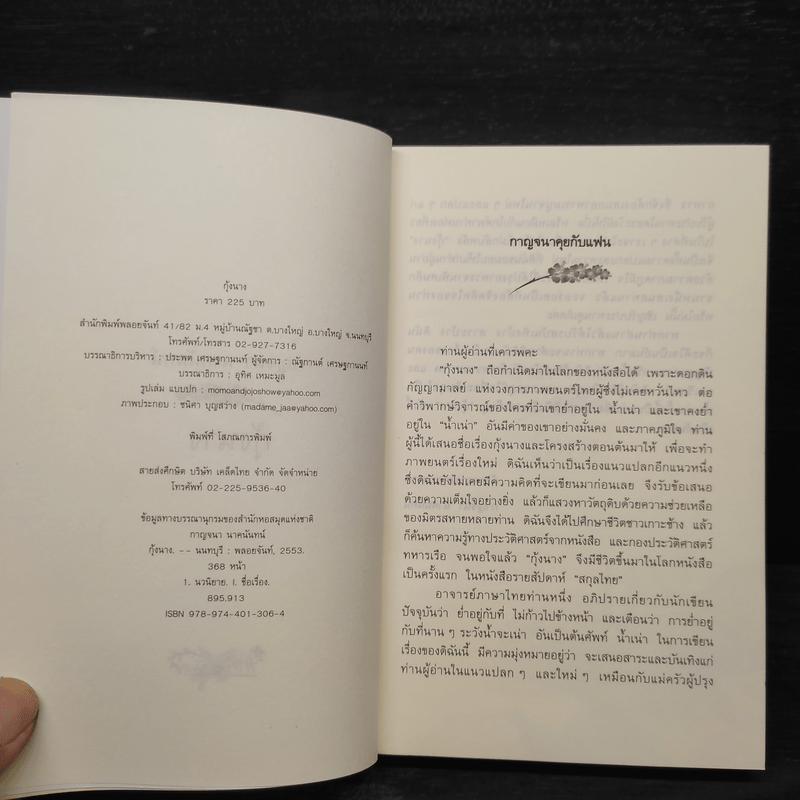 กุ้งนาง
ราคา 225 บาท
สำนักพิมพ์พลอยจันท์ 41/82 ม.4 หมู่บ้านณัฐชา ต.บางใหญ่ อ.บางใหญ่ จ.นนทบุรี
โทรศัพท์/โทรสาร 02-927-7316
บรรณาธิการบริหาร : ประพต เศรษฐกานนท์ ผู้จัดการ : ณัฐกานต์ เศรษฐกานนท์
บรรณาธิการ : อุทิศ เหมะมูล
รูปเล่ม แบบปก : momoandjojoshow@yahoo.com
ภาพประกอบ : ชนิศา บุญสว่าง (madame_jaa@yahoo.com)
พิมพ์ที่ โสภณการพิมพ์
สายส่งศึกษิต บริษัท เคล็ดไทย จำกัด จัดจำหน่าย
โทรศัพท์ 02-225-9536-40
ข้อมูลทางบรรณานุกรมของสำนักหอสมุดแห่งชาติ
กาญจนา นาคนันทน์
กุ้งนาง. -- นนทบุรี : พลอยจันท์, 2553.
368 หน้า
1. นวนิยาย. I. ชื่อเรื่อง.
895.913
ISBN 978-974-401-306-4
กาญจนาคุยกับแฟน
ท่านผู้อ่านที่เคารพคะ
"กุ้งนาง" ถือกำเนิดมาในโลกของหนังสือได้ เพราะดอกดิน
กัญญามาลย์ แห่งวงการภาพยนตร์ไทยผู้ซึ่งไม่เคยหวั่นไหว ต่อ
คำวิพากษ์วิจารณ์ของใครที่ว่าเขาย่ำอยู่ใน น้ำเน่า และเขาคงย่ำ
อยู่ใน "น้ำเน่า" อันมีค่าของเขาอย่างมั่นคง และภาคภูมิใจ ท่าน
ผู้นี้ได้เสนอชื่อเรื่องกุ้งนางและโครงสร้างตอนต้นมาให้ เพื่อจะทำ
ภาพยนตร์เรื่องใหม่ ดิฉันเห็นว่าเป็นเรื่องแนวแปลกอีกแนวหนึ่ง
ซึ่งดิฉันยังไม่เคยมีความคิดที่จะเขียนมาก่อนเลย จึงรับข้อเสนอ
ด้วยความเต็มใจอย่างยิ่ง แล้วก็แสวงหาวัตถุดิบด้วยความช่วยเหลือ
ของมิตรสหายหลายท่าน ดิฉันจึงได้ไปศึกษาชีวิตชาวเกาะช้าง แล้ว
ก็ค้นหาความรู้ทางประวัติศาสตร์จากหนังสือ และกองประวัติศาสตร์
ทหารเรือ จนพอใจแล้ว "กุ้งนาง" จึงมีชีวิตขึ้นมาในโลกหนังสือ
เป็นครั้งแรก ในหนังสือรายสัปดาห์ "สกุลไทย"
อาจารย์ภาษาไทยท่านหนึ่ง อภิปรายเกี่ยวกับนักเขียน
ปัจจุบันว่า ย่ำอยู่กับที่ ไม่ก้าวไปข้างหน้า และเตือนว่า การย่ำอยู่
กับที่นาน ๆ ระวังน้ำจะเน่า อันเป็นต้นศัพท์ น้ำเน่า ในการเขียน
เรื่องของดิฉันนี้ มีความมุ่งหมายอยู่ว่า จะเสนอสาระและบันเทิงแก่
ท่านผู้อ่านในแนวแปลก ๆ และใหม่ ๆ เหมือนกับแม่ครัวผู้ปรุง